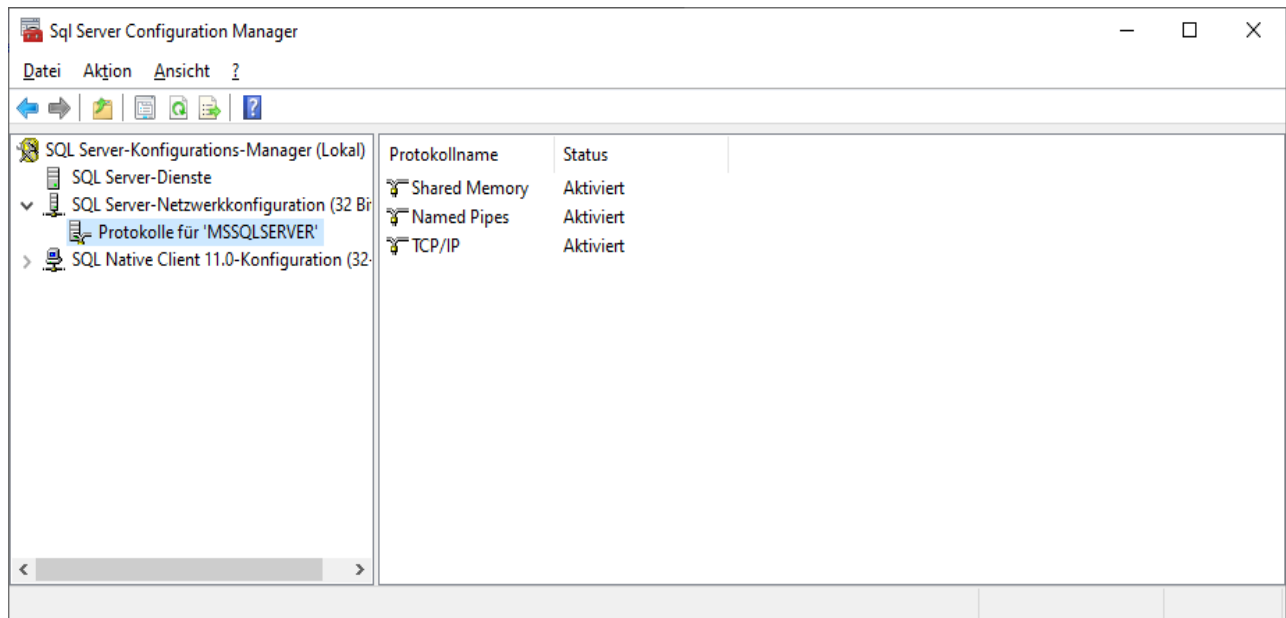 Sql Server Configuration Manager
Datei Aktion Ansicht ?
SQL Server-Konfigurations-Manager (Lokal)
SQL Server-Dienste
SQL Server-Netzwerkkonfiguration (32 Bi
Protokolle für 'MSSQLSERVER'
SQL Native Client 11.0-Konfiguration (32-
Protokollname Status
Shared Memory Aktiviert
Named Pipes Aktiviert
TCP/IP Aktiviert